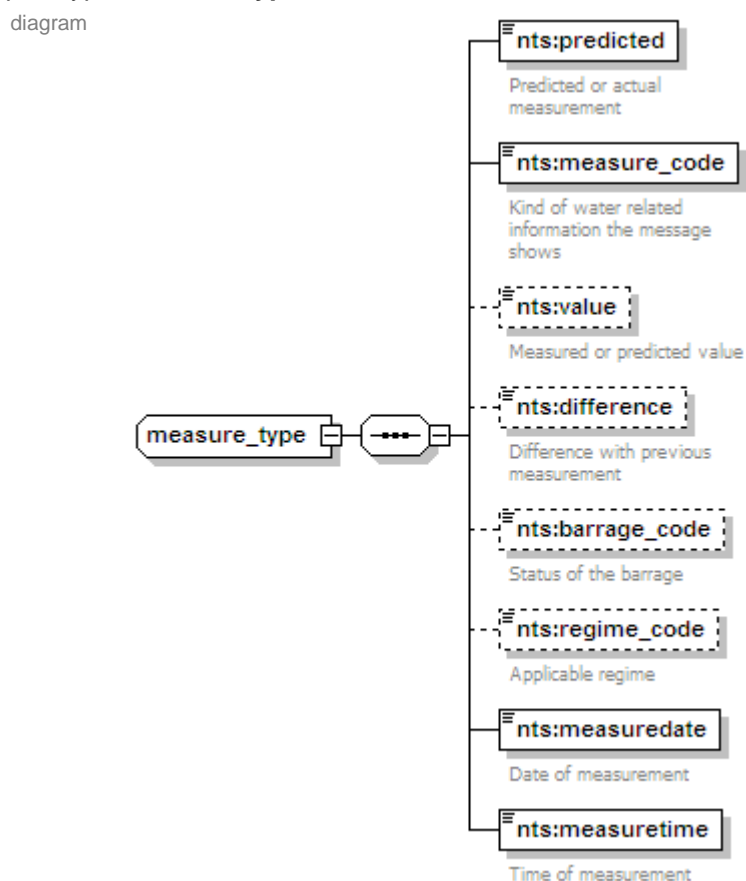 diagram
nts:predicted
Predicted or actual
measurement
nts:measure_code
Kind of water related
information the message
shows
nts:value
Measured or predicted value
nts:difference
Difference with previous
measurement
measure_type
nts:barrage_code
Status of the barrage
nts:regime_code
Applicable regime
nts:measuredate
Date of measurement
nts:measuretime
Time of measurement